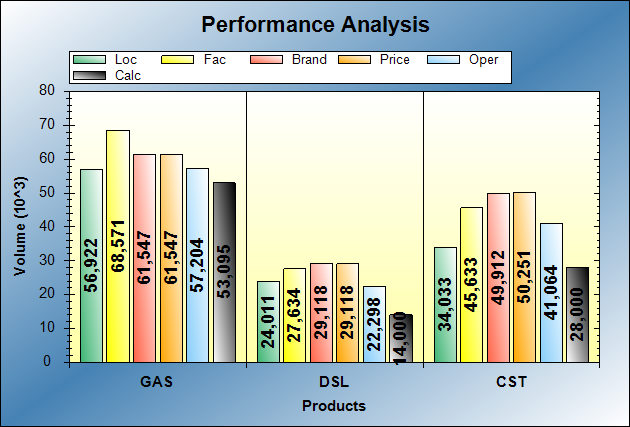 Performance Analysis
Loc Fac Brand Price Oper
Calc
Volume (10^3)
80
70
60
50
40
30
20
10
0
56,922 68,571 61,547 61,547 57,204 53,095
24,011 27,634 29,118 29,118 22,298 14,000
34,033 45,633 49,912 50,251 41,064 28,000
GAS DSL CST
Products